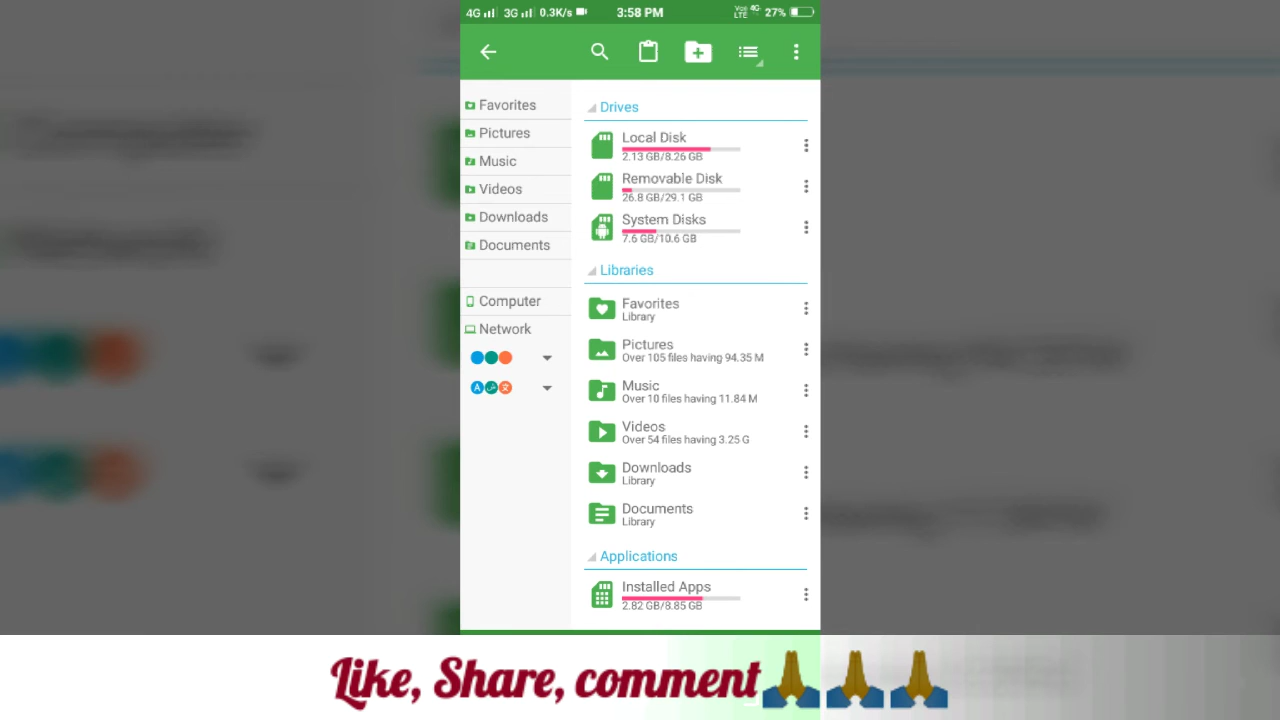 4G 3G 0.3K/s 3:58 PM Vo) LTE 4G 27%
Favorites
Pictures
Music
Videos
Downloads
Documents
Computer
Network
A 文
Drives
Local Disk
2.13 GB/8.26 GB
Removable Disk
26.8 GB/29.1 GB
System Disks
7.6 GB/10.6 GB
Libraries
Favorites
Library
Pictures
Over 105 files having 94.35 M
Music
Over 10 files having 11.84 M
Videos
Over 54 files having 3.25 G
Downloads
Library
Documents
Library
Applications
Installed Apps
2.82 GB/8.85 GB
Like, Share, comment🙏🙏🙏